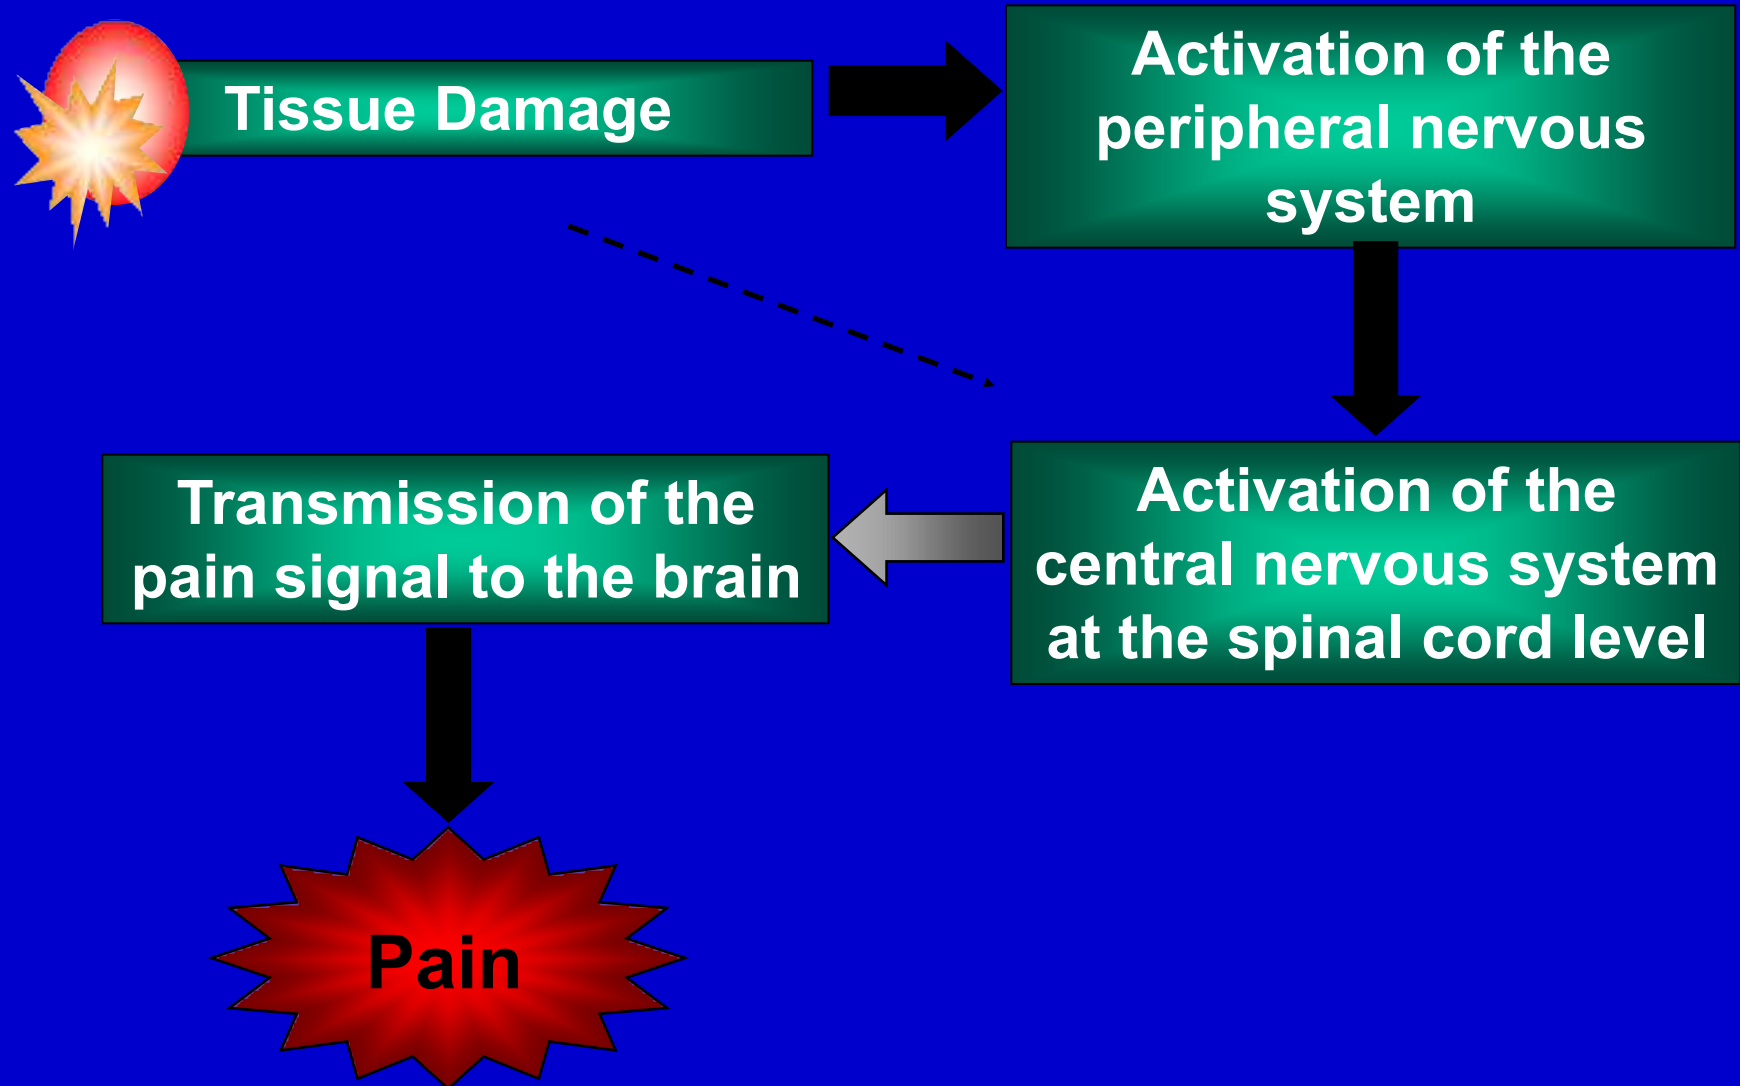 Tissue Damage
Activation of the
peripheral nervous
system
Activation of the
central nervous system
at the spinal cord level
Transmission of the
pain signal to the brain
Pain